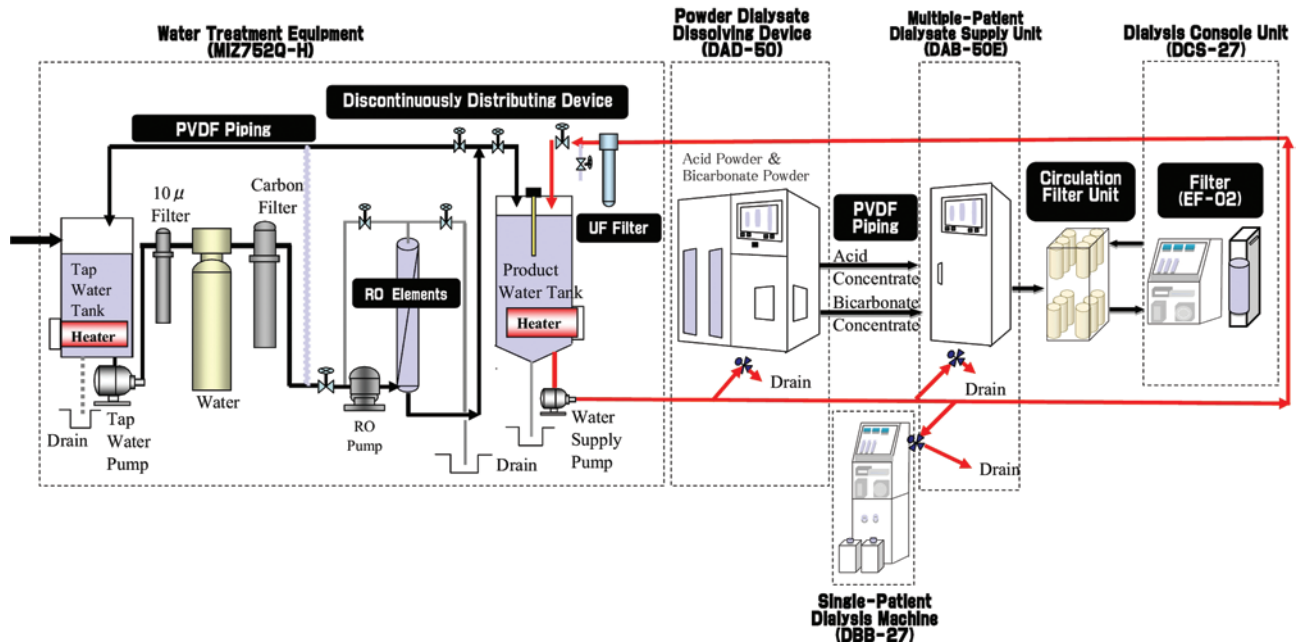 Water Treatment Equipment
(MIZ752Q-H)
Powder Dialysate
Dissolving Device
(DAD-50)
Multiple-Patient
Dialysate Supply Unit
(DAB-50E)
Dialysis Console Unit
(DCS-27)
Discontinuously Distributing Device
PVDF Piping
10μ
Filter
Carbon
Filter
Tap
Water
Tank
Heater
Drain
Tap
Water
Pump
Water
RO
Pump
RO Elements
Drain
Product
Water Tank
Heater
Water
Supply
Pump
UF Filter
Acid Powder &
Bicarbonate Powder
PVDF
Piping
Acid
Concentrate
Bicarbonate
Concentrate
Drain
Drain
Drain
Circulation
Filter Unit
Filter
(EF-02)
Single-Patient
Dialysis Machine
(DBB-27)